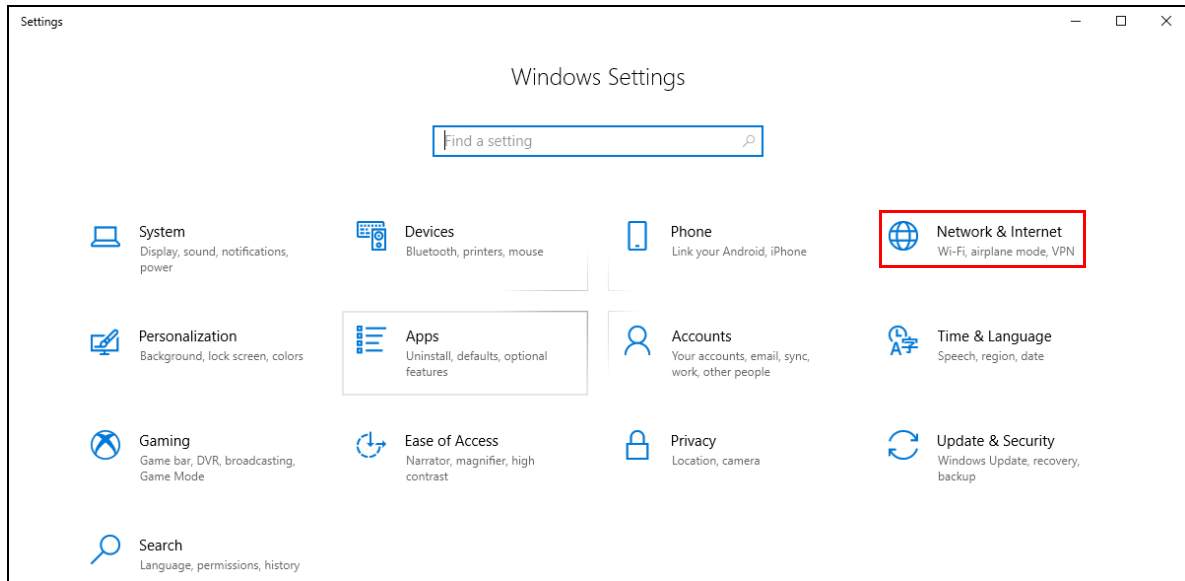 Settings
Windows Settings
Find a setting
System
Display, sound, notifications,
power
Devices
Bluetooth, printers, mouse
Phone
Link your Android, iPhone
Network & Internet
Wi-Fi, airplane mode, VPN
Personalization
Background, lock screen, colors
Apps
Uninstall, defaults, optional
features
Accounts
Your accounts, email, sync,
work, other people
Time & Language
Speech, region, date
Gaming
Game bar, DVR, broadcasting,
Game Mode
Ease of Access
Narrator, magnifier, high
contrast
Privacy
Location, camera
Update & Security
Windows Update, recovery,
backup
Search
Language, permissions, history